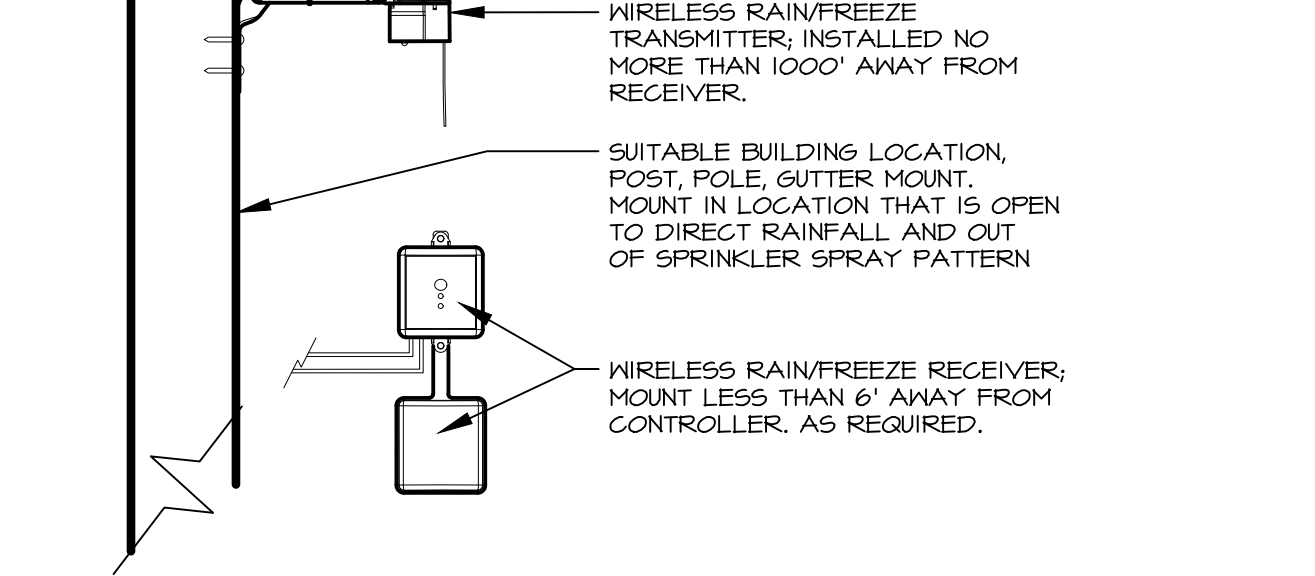 WIRELESS RAIN/FREEZE
TRANSMITTER; INSTALLED NO
MORE THAN 1000' AWAY FROM
RECEIVER.
SUITABLE BUILDING LOCATION,
POST, POLE, GUTTER MOUNT.
MOUNT IN LOCATION THAT IS OPEN
TO DIRECT RAINFALL AND OUT
OF SPRINKLER SPRAY PATTERN
WIRELESS RAIN/FREEZE RECEIVER;
MOUNT LESS THAN 6' AWAY FROM
CONTROLLER. AS REQUIRED.